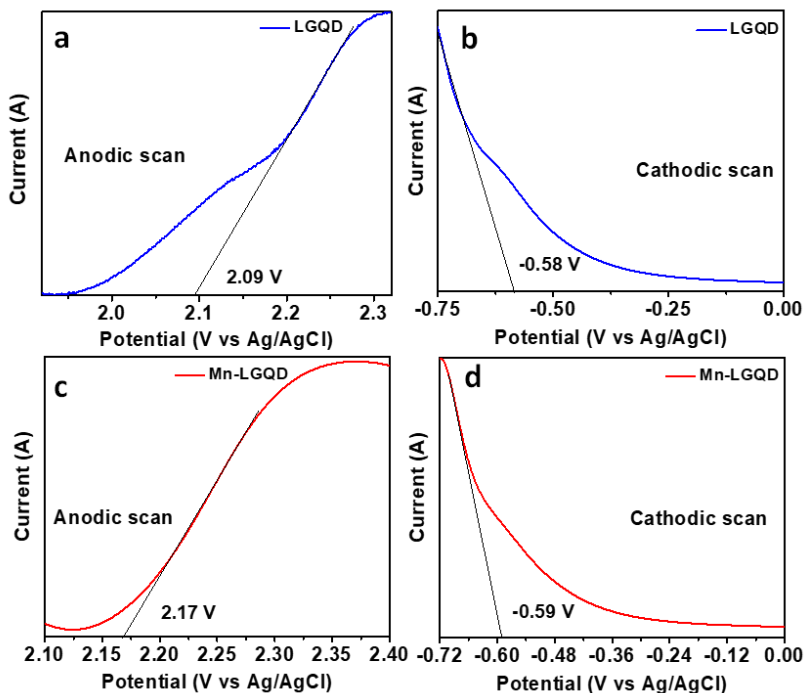 a
LGQD
Current (A)
Anodic scan
2.09 V
2.0 2.1 2.2 2.3
Potential (V vs Ag/AgCl)
b
LGQD
Current (A)
Cathodic scan
-0.58 V
-0.75 -0.50 -0.25 0.00
Potential (V vs Ag/AgCl)
c
Mn-LGQD
Current (A)
Anodic scan
2.17 V
2.10 2.15 2.20 2.25 2.30 2.35 2.40
Potential (V vs Ag/AgCl)
d
Mn-LGQD
Current (A)
Cathodic scan
-0.59 V
-0.72 -0.60 -0.48 -0.36 -0.24 -0.12 0.00
Potential (V vs Ag/AgCl)